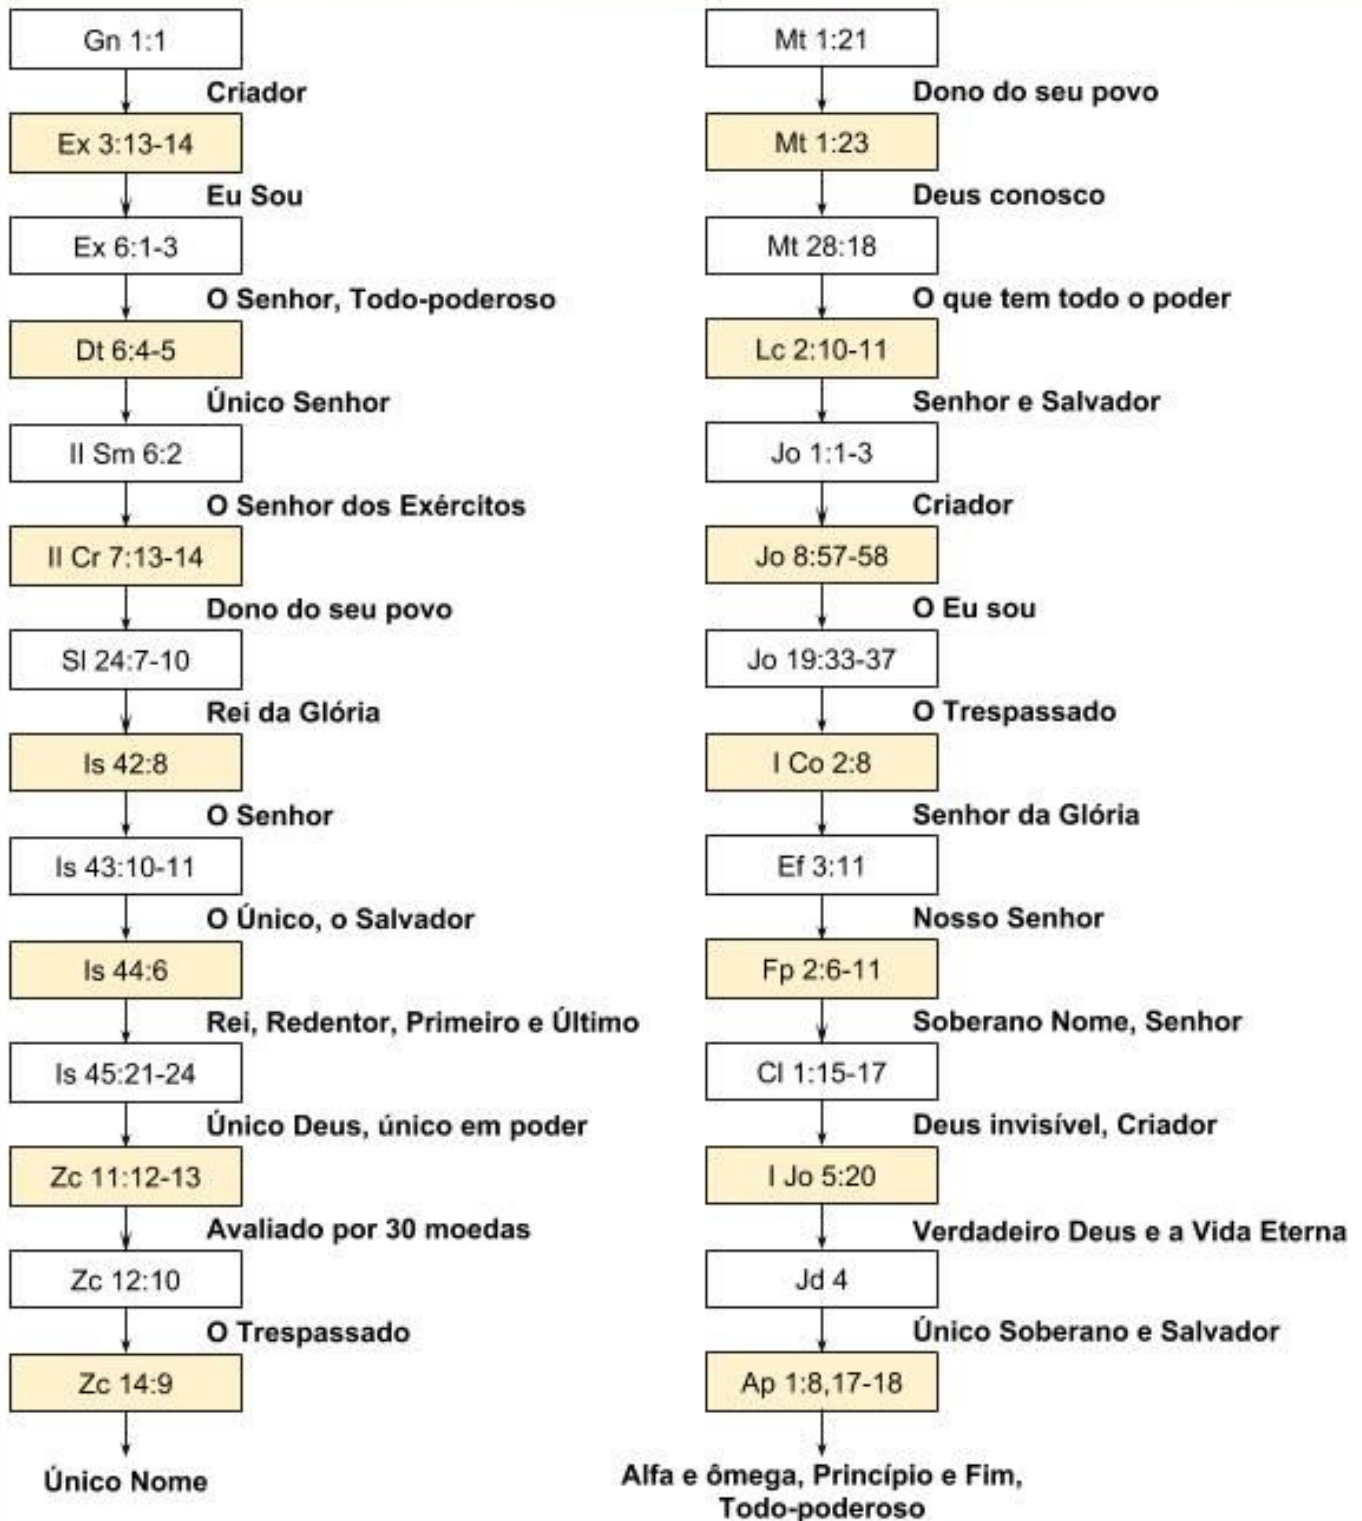 Gn 1:1
Criador
Ex 3:13-14
Eu Sou
Ex 6:1-3
O Senhor, Todo-poderoso
Dt 6:4-5
Único Senhor
II Sm 6:2
O Senhor dos Exércitos
II Cr 7:13-14
Dono do seu povo
Sl 24:7-10
Rei da Glória
Is 42:8
O Senhor
Is 43:10-11
O Único, o Salvador
Is 44:6
Rei, Redentor, Primeiro e Último
Is 45:21-24
Único Deus, único em poder
Zc 11:12-13
Avaliado por 30 moedas
Zc 12:10
O Trespassado
Zc 14:9
Único Nome
Mt 1:21
Dono do seu povo
Mt 1:23
Deus conosco
Mt 28:18
O que tem todo o poder
Lc 2:10-11
Senhor e Salvador
Jo 1:1-3
Criador
Jo 8:57-58
O Eu sou
Jo 19:33-37
O Trespassado
I Co 2:8
Senhor da Glória
Ef 3:11
Nosso Senhor
Fp 2:6-11
Soberano Nome, Senhor
Cl 1:15-17
Deus invisível, Criador
I Jo 5:20
Verdadeiro Deus e a Vida Eterna
Jd 4
Único Soberano e Salvador
Ap 1:8,17-18
Alfa e ômega, Princípio e Fim,
Todo-poderoso